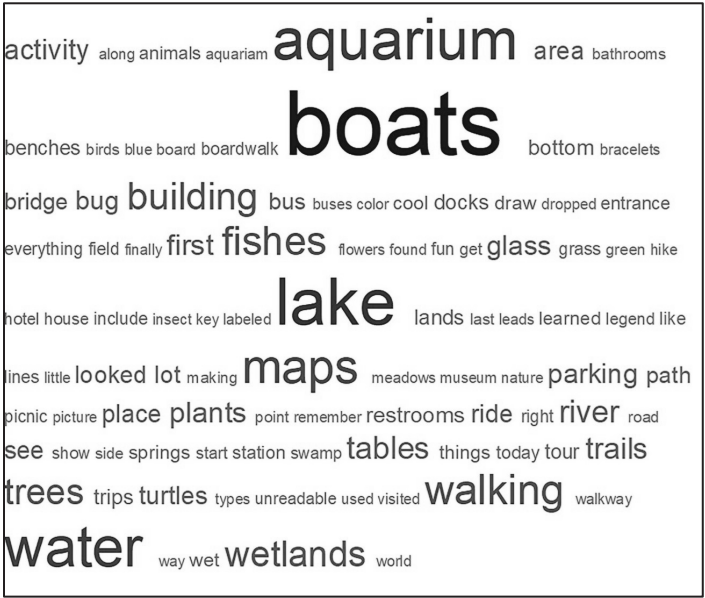 activity along animals aquariam aquarium area bathrooms
benches birds blue board boardwalk boats bottom bracelets
bridge bug building bus buses color cool docks draw dropped entrance
everything field finally first fishes flowers found fun get glass grass green hike
hotel house include insect key labeled lake lands last leads learned legend like
lines little looked lot making maps meadows museum nature parking path
picnic picture place plants point remember restrooms ride right river road
see show side springs start station swamp tables things today tour trails
trees trips turtles types unreadable used visited walking walkway
water way wet wetlands world